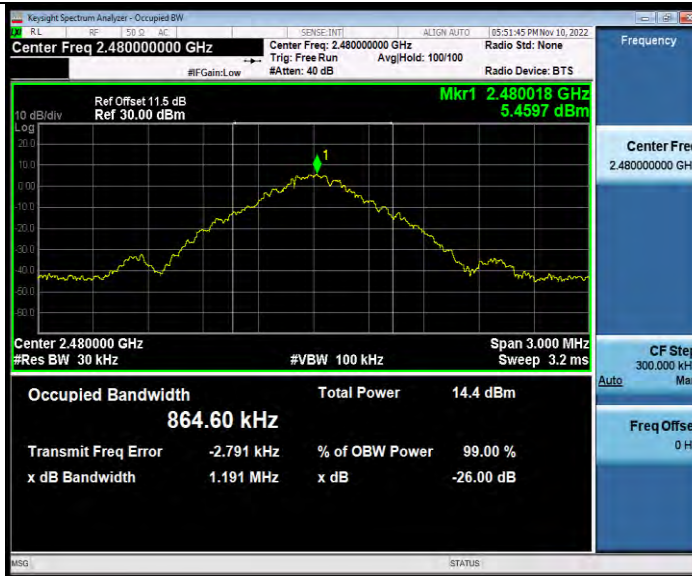 Keysight Spectrum Analyzer - Occupied BW
RL RF 50 Ω AC SENSE:INT ALIGN AUTO 05:51:45 PM Nov 10, 2022
Center Freq 2.480000000 GHz
Center Freq: 2.480000000 GHz
Radio Std: None
Trig: Free Run
Avg|Hold: 100/100
#IFGain:Low
#Atten: 40 dB
Radio Device: BTS
Frequency
Ref Offset 11.5 dB
Mkr1 2.480018 GHz
10 dB/div
Ref 30.00 dBm
5.4597 dBm
Log
20.0
10.0
1
0.00
-10.0
-20.0
-30.0
-40.0
-50.0
-60.0
Center 2.480000 GHz
Span 3.000 MHz
#Res BW 30 kHz
#VBW 100 kHz
Sweep 3.2 ms
Center Fre
2.480000000 GH
CF Step
300.000 kH
Auto Ma
Freq Offse
0 H
Occupied Bandwidth
Total Power 14.4 dBm
864.60 kHz
Transmit Freq Error -2.791 kHz % of OBW Power 99.00 %
x dB Bandwidth 1.191 MHz x dB -26.00 dB
MSG STATUS